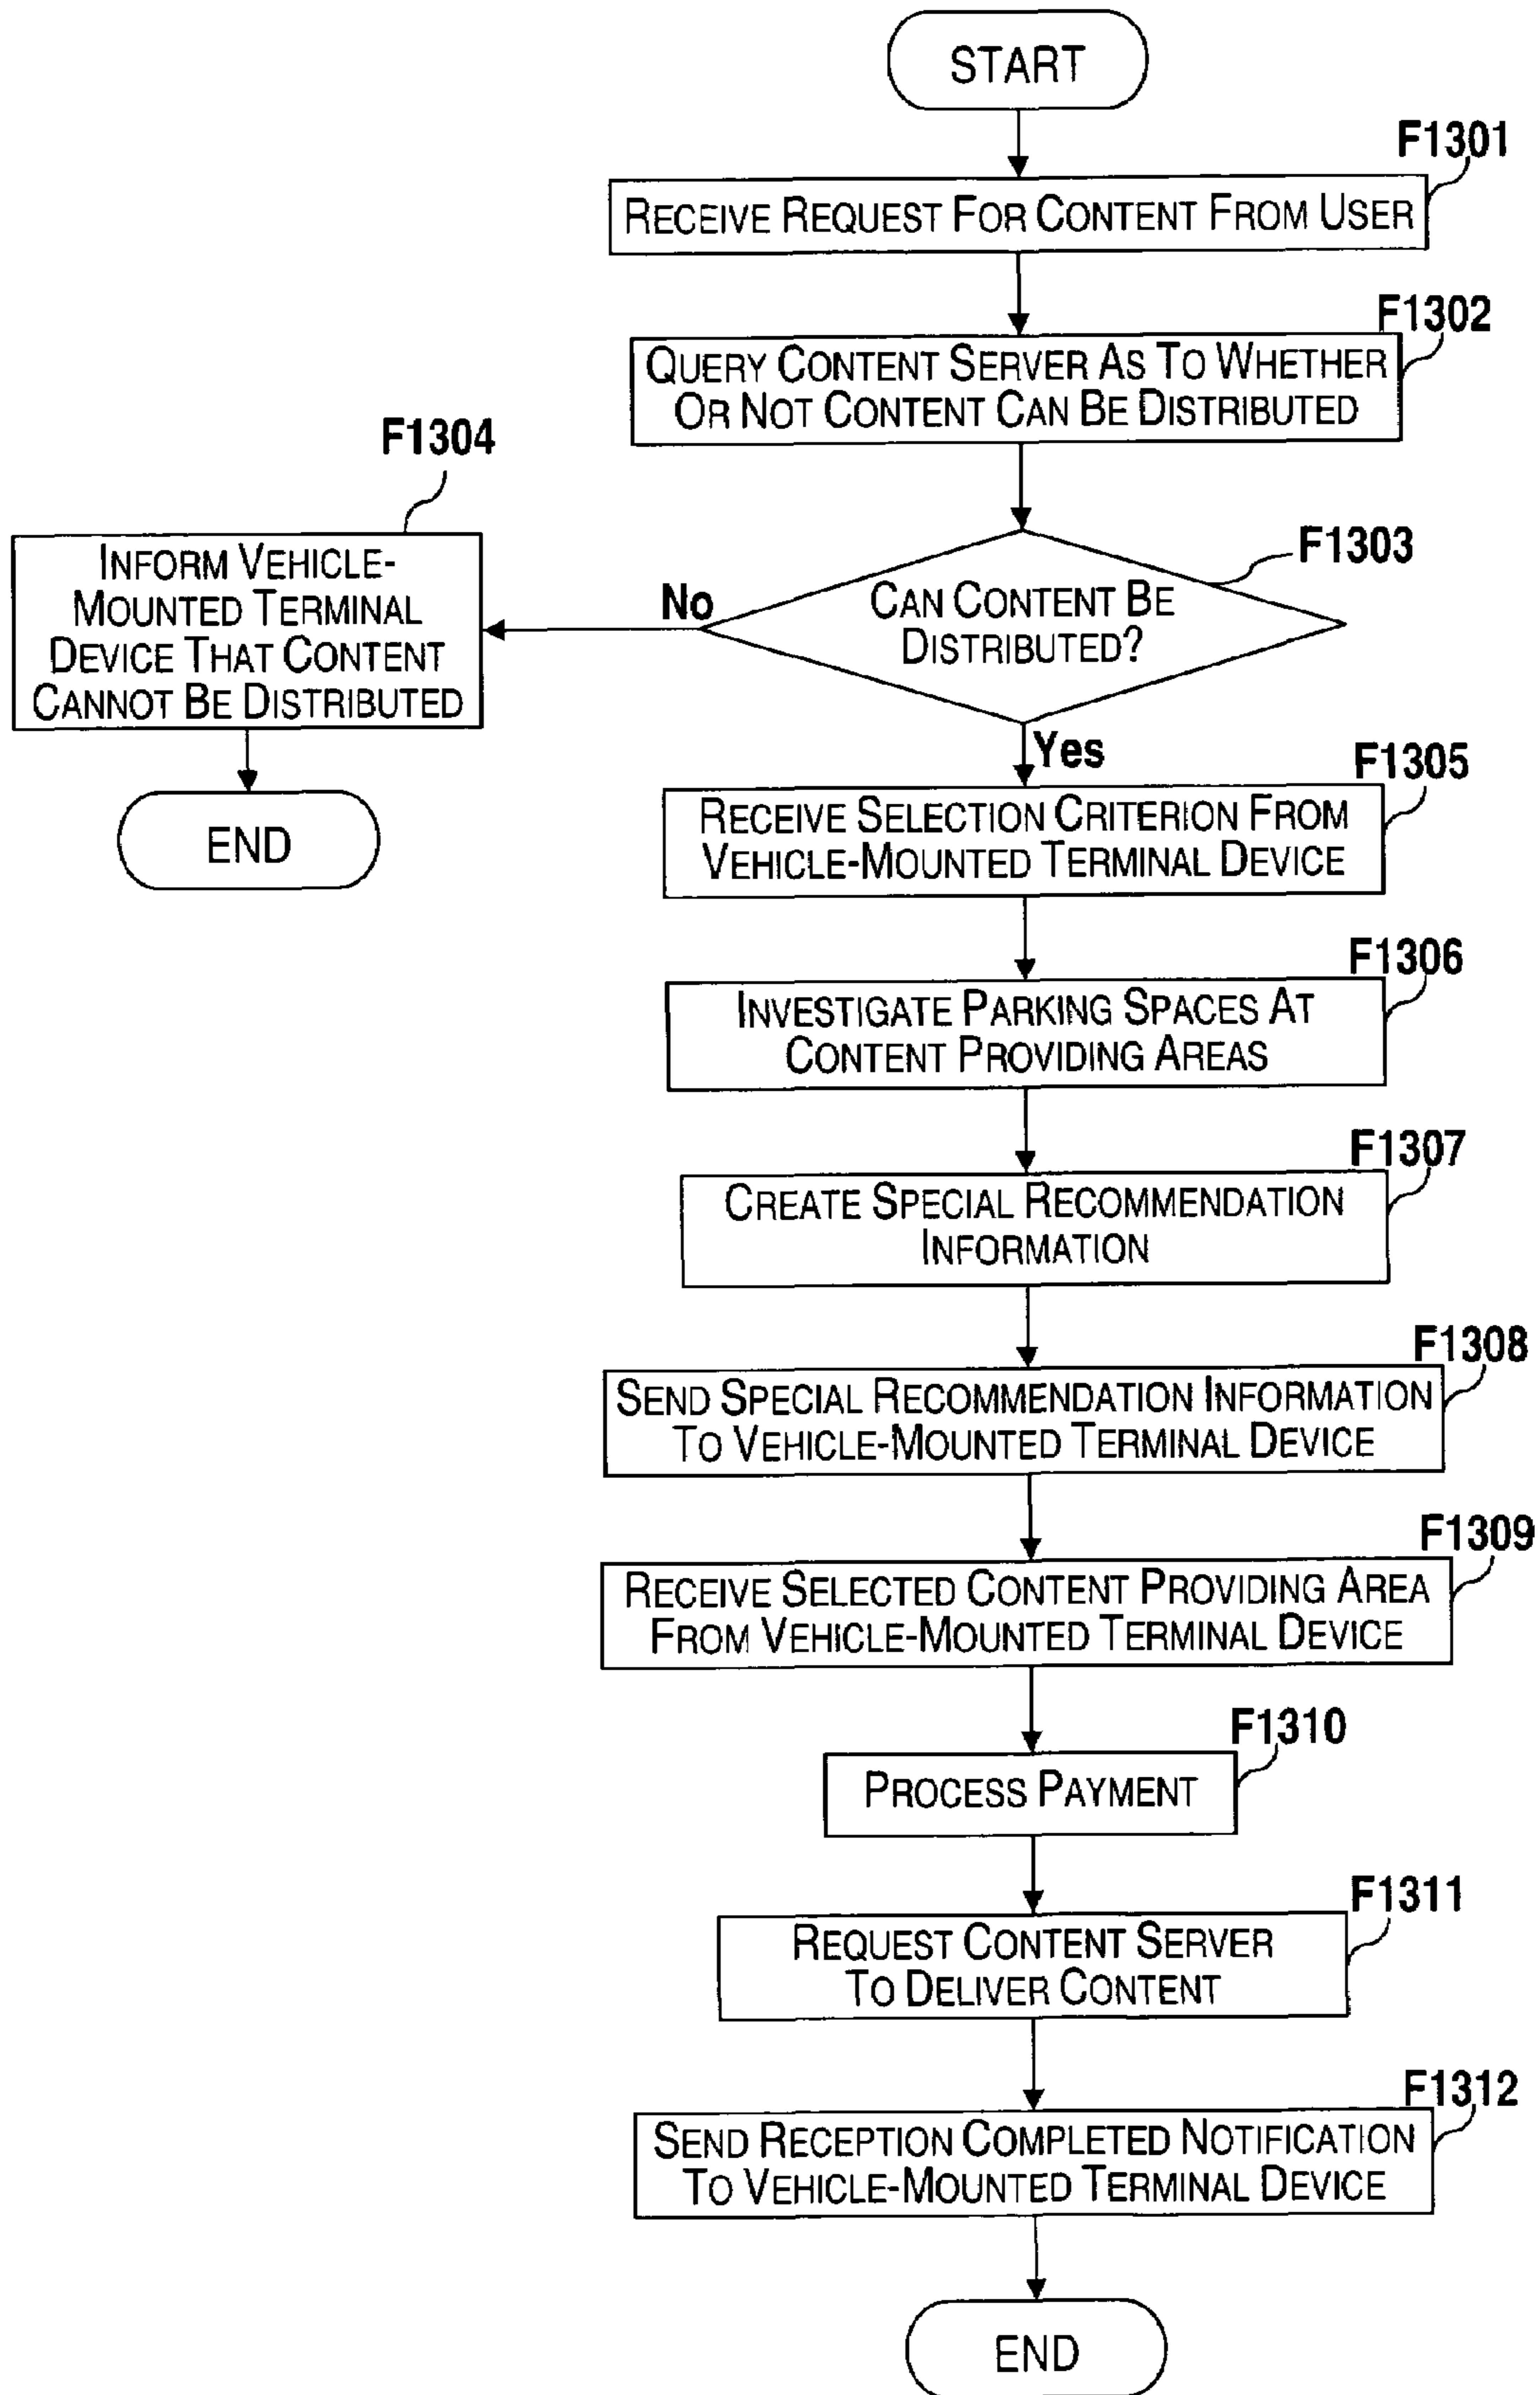 START
F1301
RECEIVE REQUEST FOR CONTENT FROM USER
F1302
QUERY CONTENT SERVER AS TO WHETHER
OR NOT CONTENT CAN BE DISTRIBUTED
F1304
INFORM VEHICLE-
MOUNTED TERMINAL
DEVICE THAT CONTENT
CANNOT BE DISTRIBUTED
END
No
F1303
CAN CONTENT BE
DISTRIBUTED?
Yes
F1305
RECEIVE SELECTION CRITERION FROM
VEHICLE-MOUNTED TERMINAL DEVICE
F1306
INVESTIGATE PARKING SPACES AT
CONTENT PROVIDING AREAS
F1307
CREATE SPECIAL RECOMMENDATION
INFORMATION
F1308
SEND SPECIAL RECOMMENDATION INFORMATION
TO VEHICLE-MOUNTED TERMINAL DEVICE
F1309
RECEIVE SELECTED CONTENT PROVIDING AREA
FROM VEHICLE-MOUNTED TERMINAL DEVICE
F1310
PROCESS PAYMENT
F1311
REQUEST CONTENT SERVER
TO DELIVER CONTENT
F1312
SEND RECEPTION COMPLETED NOTIFICATION
TO VEHICLE-MOUNTED TERMINAL DEVICE
END